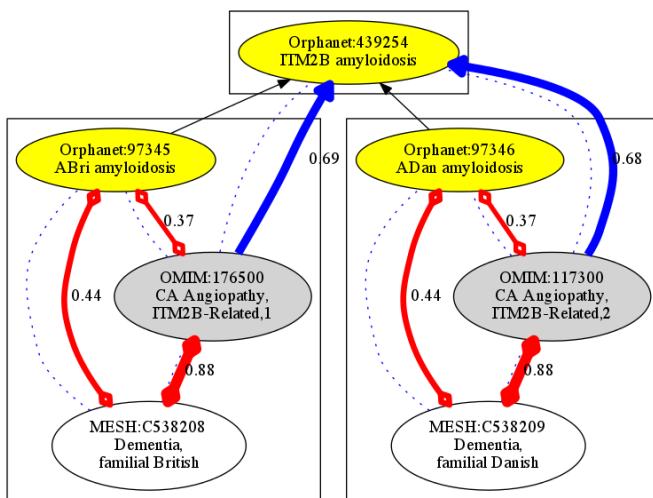 Orphanet:439254
ITM2B amyloidosis
Orphanet:97345
ABri amyloidosis
0.69
Orphanet:97346
ADan amyloidosis
0.68
0.37
0.37
OMIM:176500
CA Angiopathy,
ITM2B-Related,1
OMIM:117300
CA Angiopathy,
ITM2B-Related,2
0.44
0.44
0.88
0.88
MESH:C538208
Dementia,
familial British
MESH:C538209
Dementia,
familial Danish